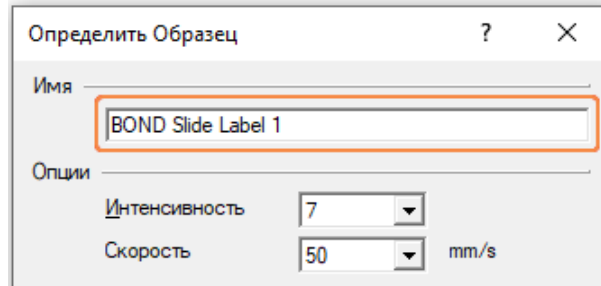 Определить Образец ? ×
Имя
BOND Slide Label 1
Опции
Интенсивность 7
Скорость 50 mm/s